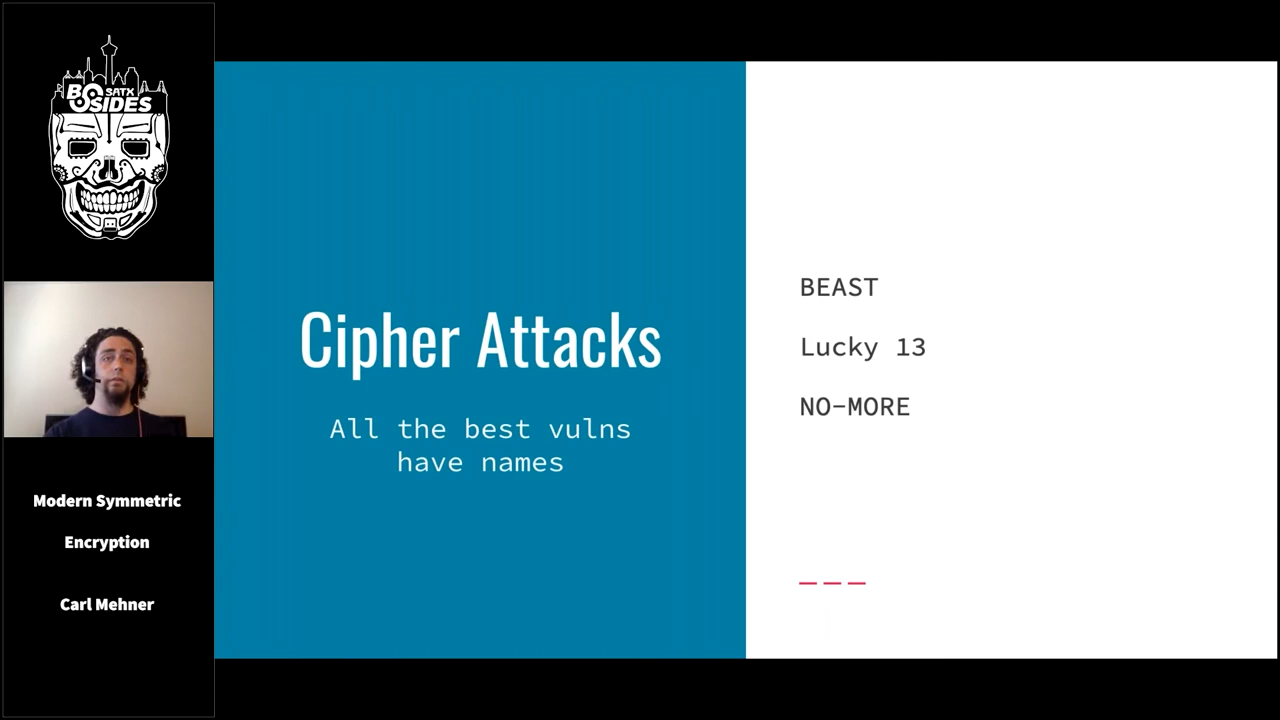 BSIDES
SATX
Modern Symmetric
Encryption
Carl Mehner
Cipher Attacks
All the best vulns
have names
BEAST
Lucky 13
NO-MORE